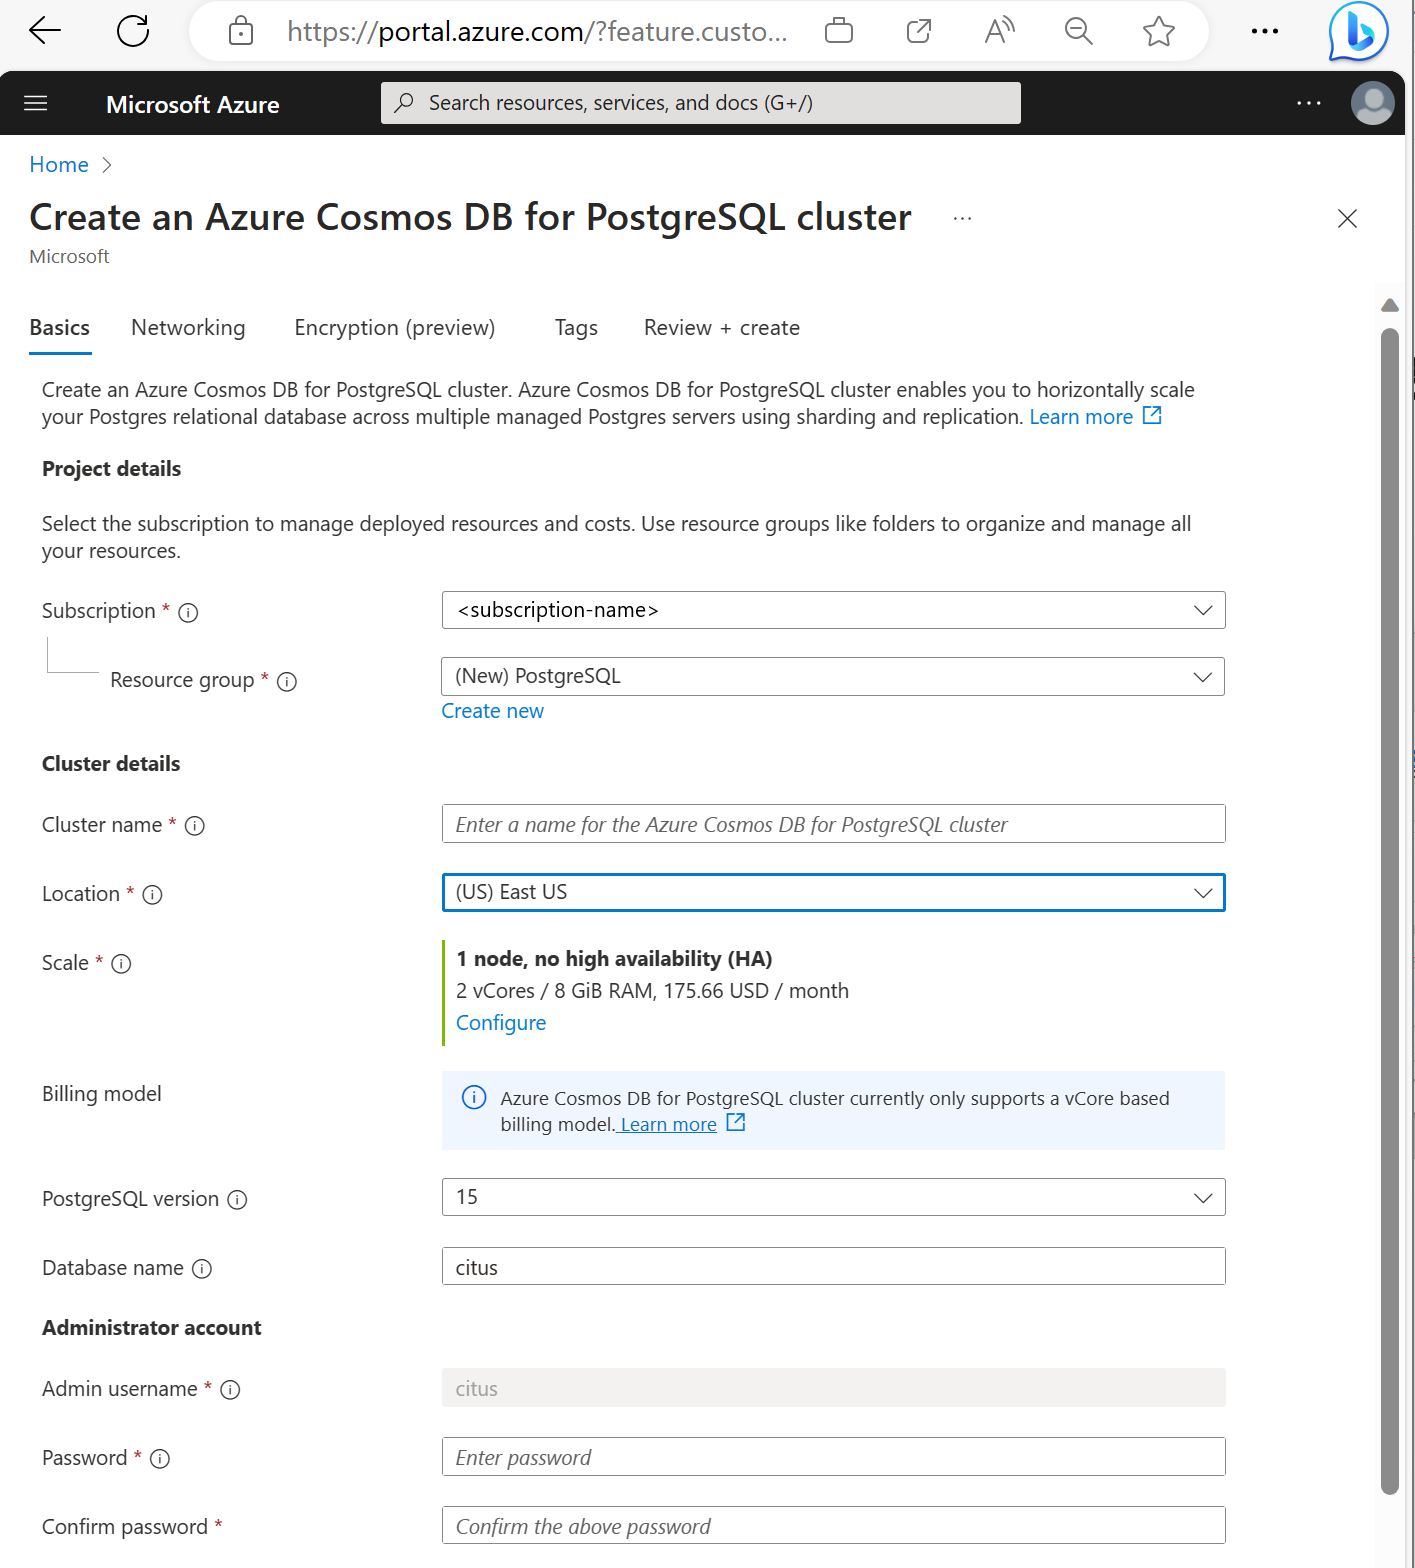 https://portal.azure.com/?feature.custo...
Microsoft Azure
Search resources, services, and docs (G+/)
Home
Create an Azure Cosmos DB for PostgreSQL cluster
Microsoft
Basics
Networking
Encryption (preview)
Tags
Review + create
Create an Azure Cosmos DB for PostgreSQL cluster. Azure Cosmos DB for PostgreSQL cluster enables you to horizontally scale
your Postgres relational database across multiple managed Postgres servers using sharding and replication. Learn more
Project details
Select the subscription to manage deployed resources and costs. Use resource groups like folders to organize and manage all
your resources.
Subscription *
<subscription-name>
Resource group *
(New) PostgreSQL
Create new
Cluster details
Cluster name *
Enter a name for the Azure Cosmos DB for PostgreSQL cluster
Location *
(US) East US
Scale *
1 node, no high availability (HA)
2 vCores / 8 GiB RAM, 175.66 USD / month
Configure
Billing model
Azure Cosmos DB for PostgreSQL cluster currently only supports a vCore based
billing model. Learn more
PostgreSQL version
15
Database name
citus
Administrator account
Admin username *
citus
Password *
Enter password
Confirm password *
Confirm the above password